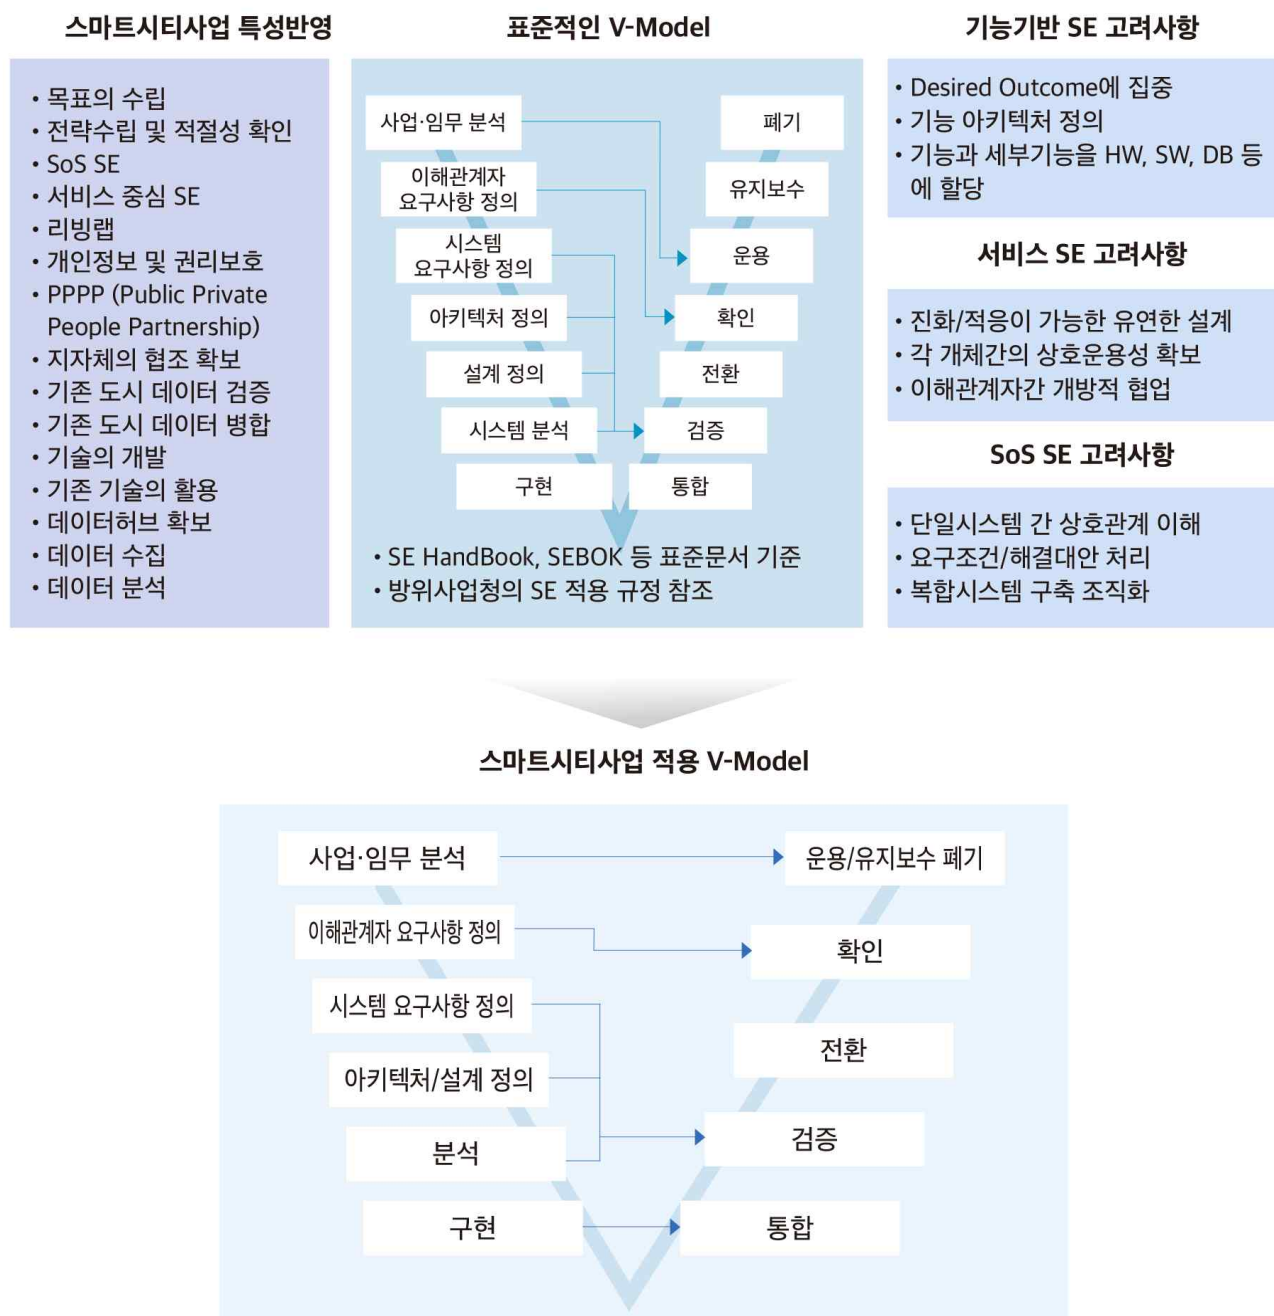 스마트시티사업 특성반영
• 목표의 수립
• 전략수립 및 적절성 확인
• SoS SE
• 서비스 중심 SE
• 리빙랩
• 개인정보 및 권리보호
• PPPP (Public Private
People Partnership)
• 지자체의 협조 확보
• 기존 도시 데이터 검증
• 기존 도시 데이터 병합
• 기술의 개발
• 기존 기술의 활용
• 데이터허브 확보
• 데이터 수집
• 데이터 분석
표준적인 V-Model
사업·임무 분석
폐기
이해관계자
요구사항 정의
유지보수
시스템
요구사항 정의
운용
아키텍처 정의
확인
설계 정의
전환
시스템 분석
검증
구현
통합
• SE HandBook, SEBOK 등 표준문서 기준
• 방위사업청의 SE 적용 규정 참조
기능기반 SE 고려사항
• Desired Outcome에 집중
• 기능 아키텍처 정의
• 기능과 세부기능을 HW, SW, DB 등
에 할당
서비스 SE 고려사항
• 진화/적응이 가능한 유연한 설계
• 각 개체간의 상호운용성 확보
• 이해관계자간 개방적 협업
SoS SE 고려사항
• 단일시스템 간 상호관계 이해
• 요구조건/해결대안 처리
• 복합시스템 구축 조직화
스마트시티사업 적용 V-Model
사업·임무 분석
운용/유지보수 폐기
이해관계자 요구사항 정의
확인
시스템 요구사항 정의
전환
아키텍처/설계 정의
분석
검증
구현
통합